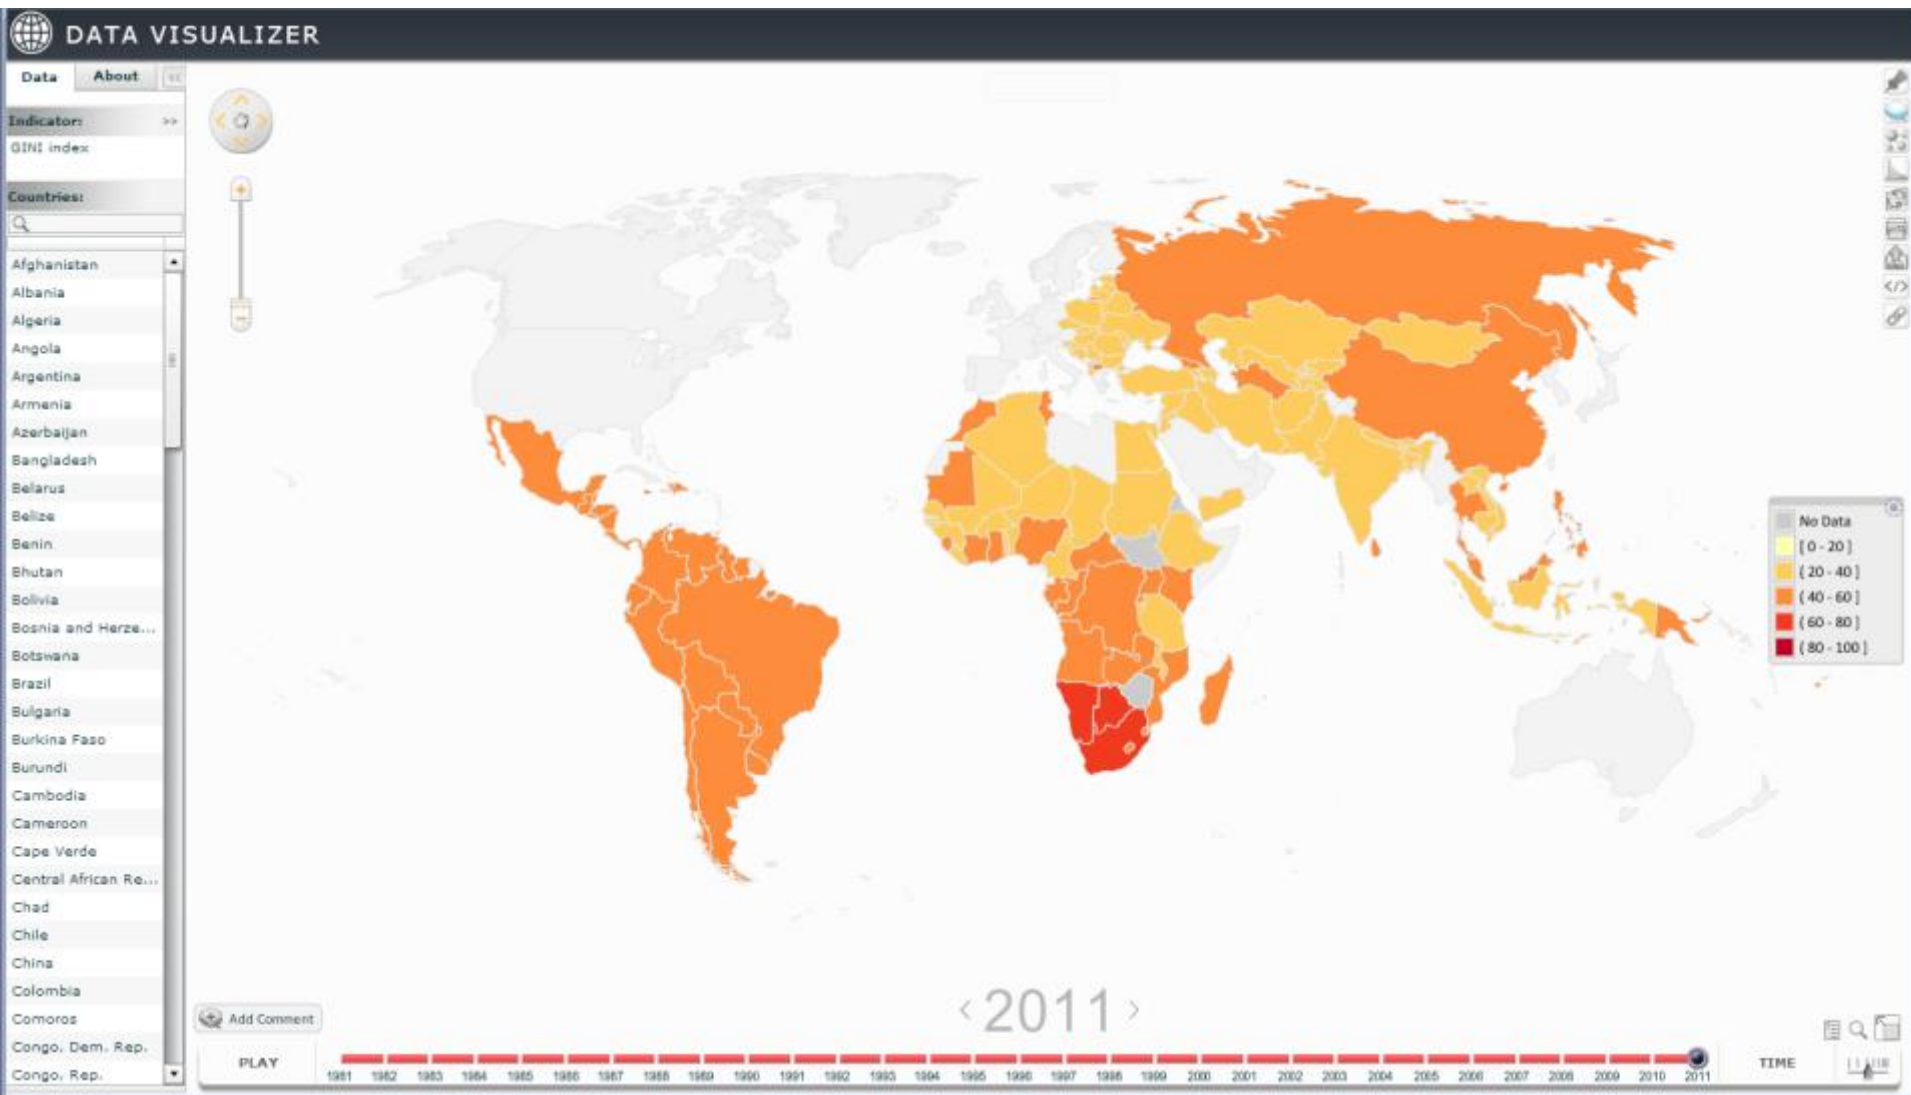 DATA VISUALIZER
Data
About
<<
Indicator:
>>
GINI index
Countries:
Afghanistan
Albania
Algeria
Angola
Argentina
Armenia
Azerbaijan
Bangladesh
Belarus
Belize
Benin
Bhutan
Bolivia
Bosnia and Herze...
Botswana
Brazil
Bulgaria
Burkina Faso
Burundi
Cambodia
Cameroon
Cape Verde
Central African Re...
Chad
Chile
China
Colombia
Comoros
Congo, Dem. Rep.
Congo, Rep.
No Data
[ 0 - 20 ]
( 20 - 40 ]
( 40 - 60 ]
( 60 - 80 ]
( 80 - 100 ]
< 2011 >
Add Comment
PLAY
1981 1982 1983 1984 1985 1986 1987 1988 1989 1990 1991 1992 1993 1994 1995 1996 1997 1998 1999 2000 2001 2002 2003 2004 2005 2006 2007 2008 2009 2010 2011
TIME